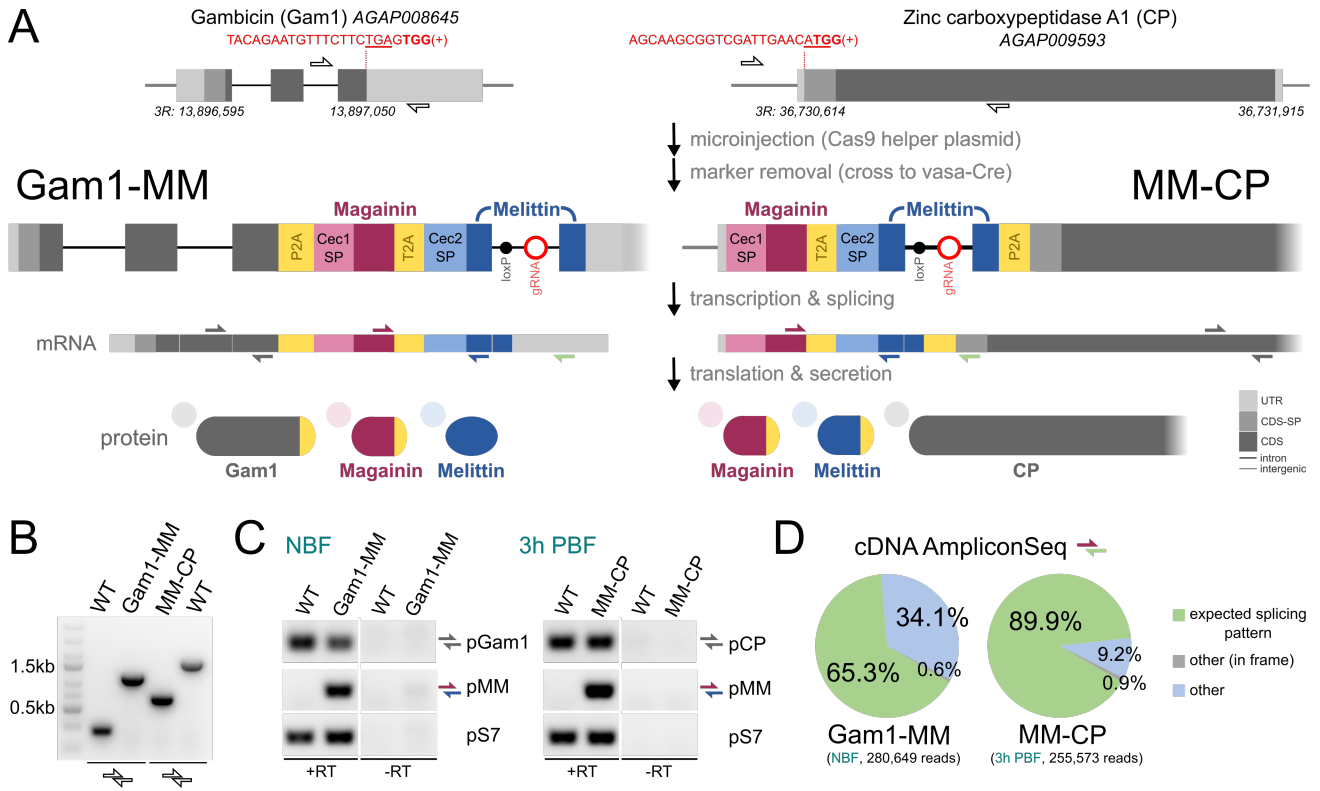 A
Gambicin (Gam1) AGAP008645
TACAGAATGTTTCTTCTGAGTGG(+)
3R: 13,896,595
13,897,050
Zinc carboxypeptidase A1 (CP)
AGAP009593
AGCAAGCGGTCGATTGAACATGG(+)
3R: 36,730,614
36,731,915
microinjection (Cas9 helper plasmid)
marker removal (cross to vasa-Cre)
Gam1-MM
MM-CP
Magainin
Melittin
P2A
Cec1
SP
T2A
Cec2
SP
loxP
gRNA
Magainin
Melittin
Cec1
SP
T2A
Cec2
SP
loxP
gRNA
P2A
transcription & splicing
mRNA
translation & secretion
protein
Gam1
Magainin
Melittin
Magainin
Melittin
CP
UTR
CDS-SP
CDS
intron
intergenic
B
WT
Gam1-MM
MM-CP
WT
1.5kb
0.5kb
C
NBF
WT
Gam1-MM
WT
Gam1-MM
pGam1
pMM
pS7
+RT
-RT
3h PBF
WT
MM-CP
WT
MM-CP
pCP
pMM
pS7
+RT
-RT
D
cDNA AmpliconSeq
34.1%
65.3%
0.6%
Gam1-MM
(NBF, 280,649 reads)
89.9%
9.2%
0.9%
MM-CP
(3h PBF, 255,573 reads)
expected splicing
pattern
other (in frame)
other